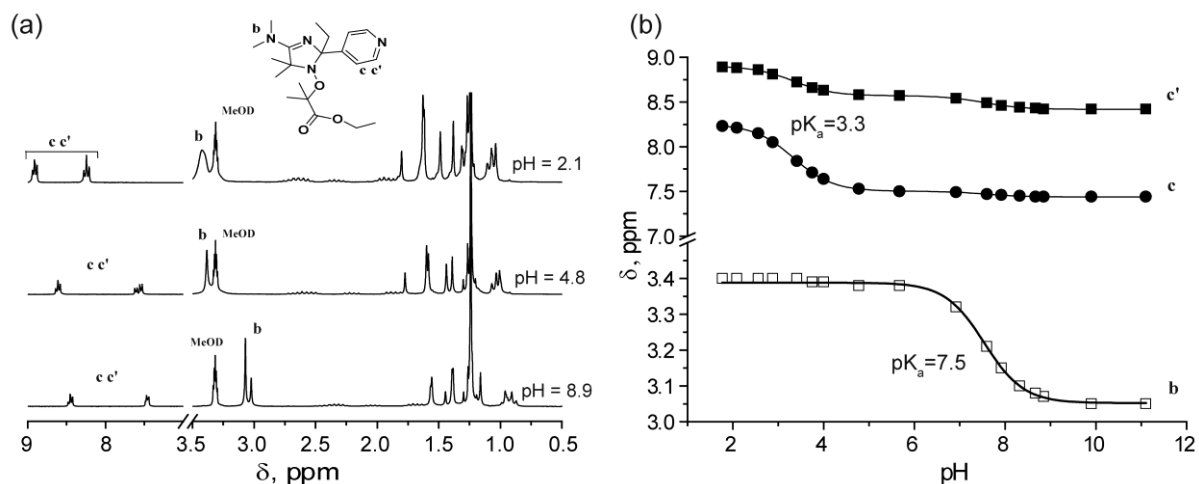 (a)
b
N
N
N
N
O
O
O
c c'
c c'
b
MeOD
pH = 2.1
c c'
b
MeOD
pH = 4.8
c c'
MeOD
b
pH = 8.9
9
8
3.5
3.0
2.5
2.0
1.5
1.0
0.5
δ, ppm
(b)
9.0
8.5
8.0
7.5
7.0
3.4
3.3
3.2
3.1
3.0
δ, ppm
c'
pKa=3.3
c
pKa=7.5
b
2
4
6
8
10
12
pH